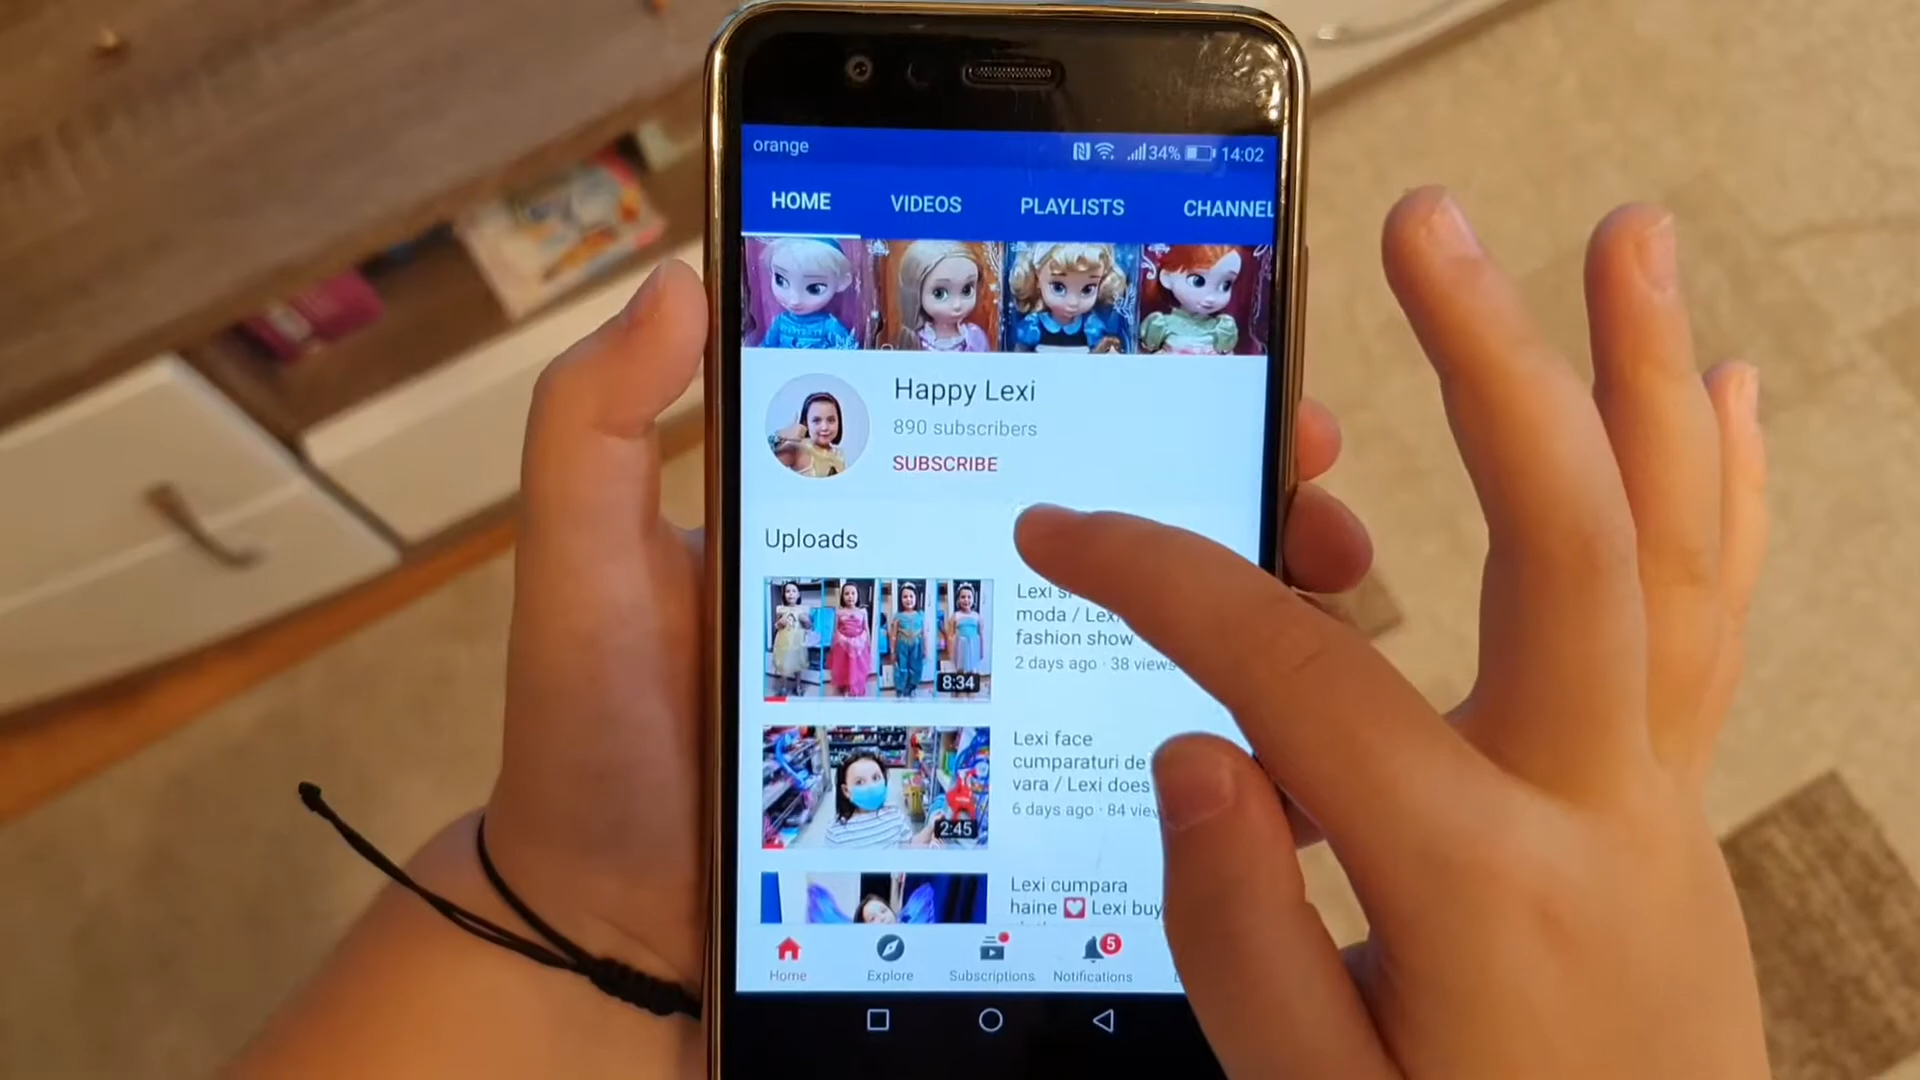 orange
34% 14:02
HOME VIDEOS PLAYLISTS CHANNEL
Happy Lexi
890 subscribers
SUBSCRIBE
Uploads
Lexi
moda / Lexi
fashion show
2 days ago · 38 views
8:34
Lexi face
cumparaturi de
vara / Lexi does
6 days ago · 84
2:45
Lexi cumpara
haine 💟 Lexi buy
Home Explore Subscriptions Notifications
5